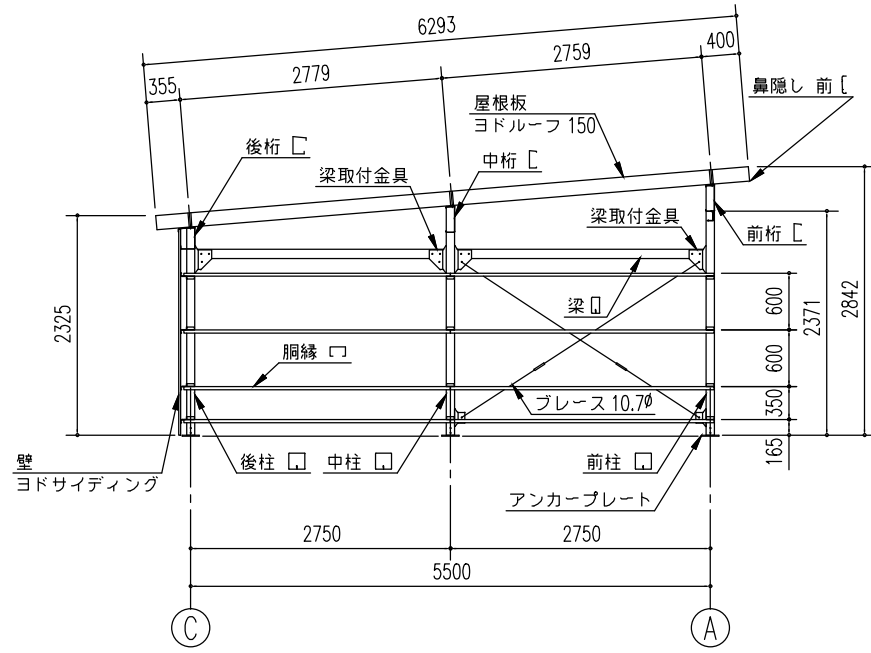 6293
2779
2759
400
355
鼻隠し 前
屋根板
ヨドルーフ 150
後桁
中桁
梁取付金具
梁取付金具
前桁
梁
2325
600
600
350
165
2371
2842
胴縁
ブレース 10.7φ
壁
ヨドサイディング
後柱
中柱
前柱
アンカープレート
2750
2750
5500
C
A